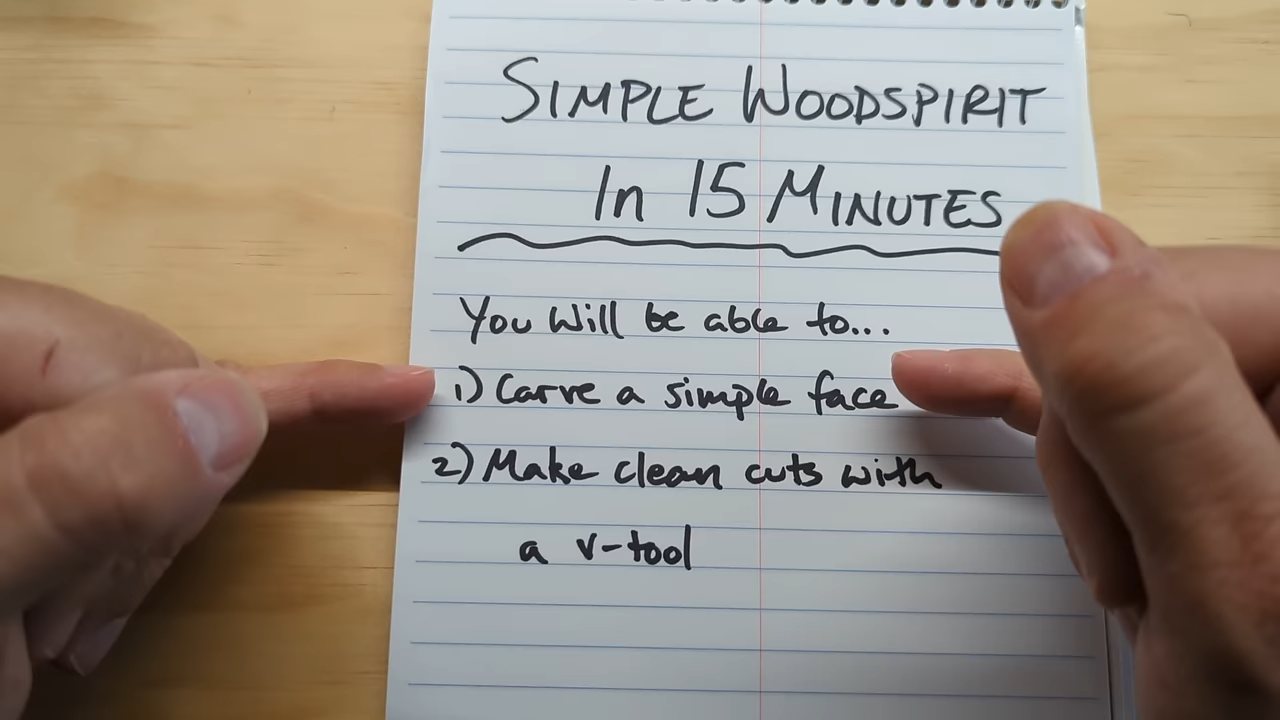 SIMPLE WOODSPIRIT
In 15 MINUTES
You Will be able to...
1) Carve a simple face
2) Make clean cuts with
a v-tool